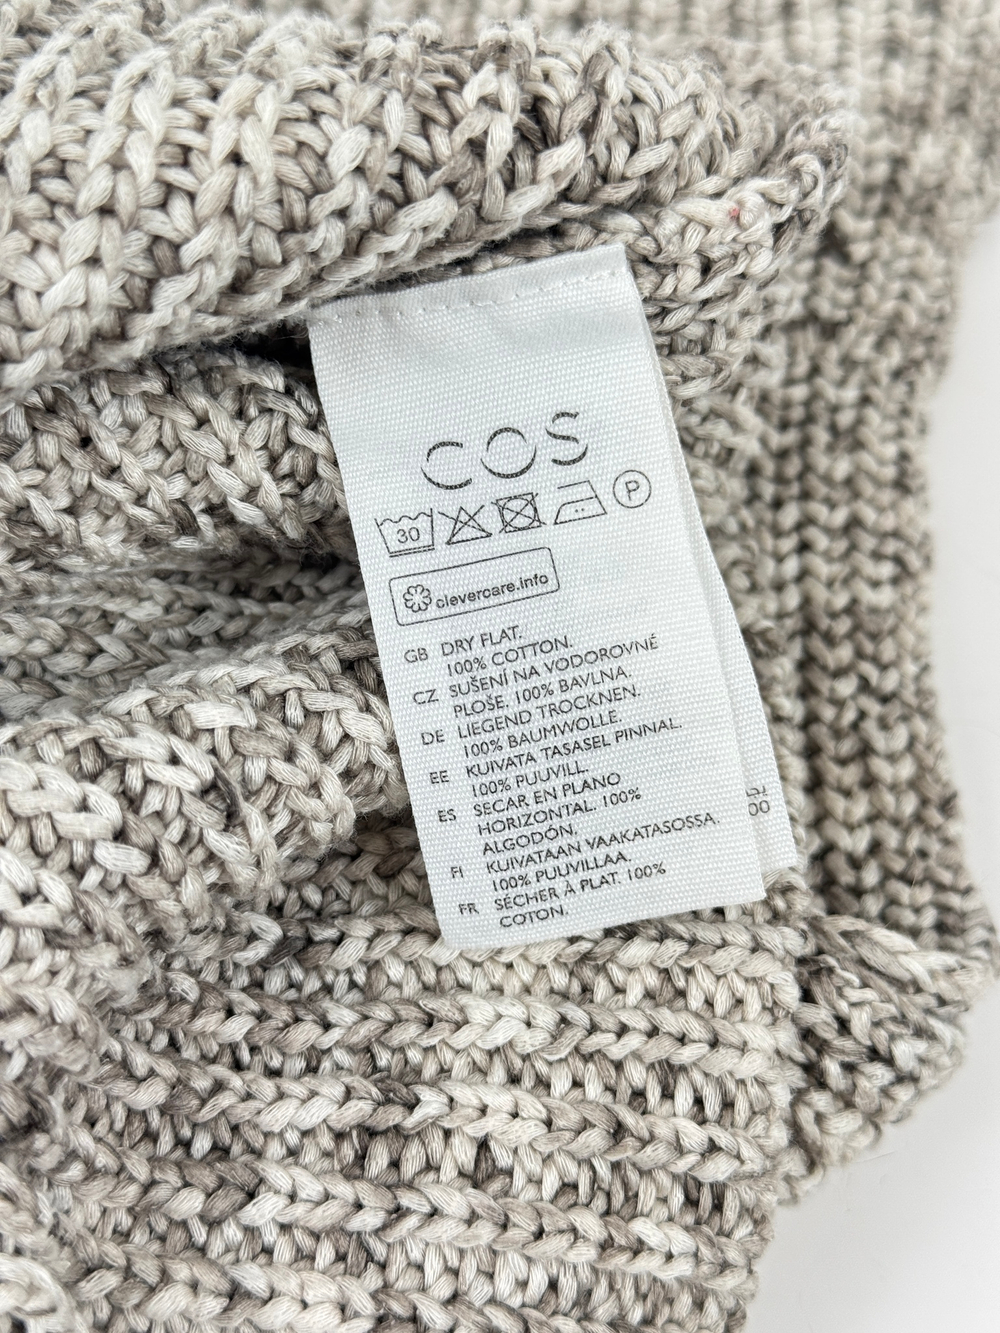 COS
30
P
clevercare.info
GB DRY FLAT.
100% COTTON.
CZ SUŠENÍ NA VODOROVNÉ
PLOŠE. 100% BAVLNA.
DE LIEGEND TROCKNEN.
100% BAUMWOLLE.
EE KUIVATA TASASEL PINNAL.
100% PUUVILL.
ES SECAR EN PLANO
HORIZONTAL. 100%
ALGODÓN.
FI KUIVATAAN VAAKATASOSSA.
100% PUUVILLAA.
FR SÉCHER À PLAT. 100%
COTON.
00